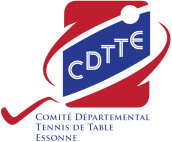 CDTTE
Comité Départemental
Tennis de Table
Essonne